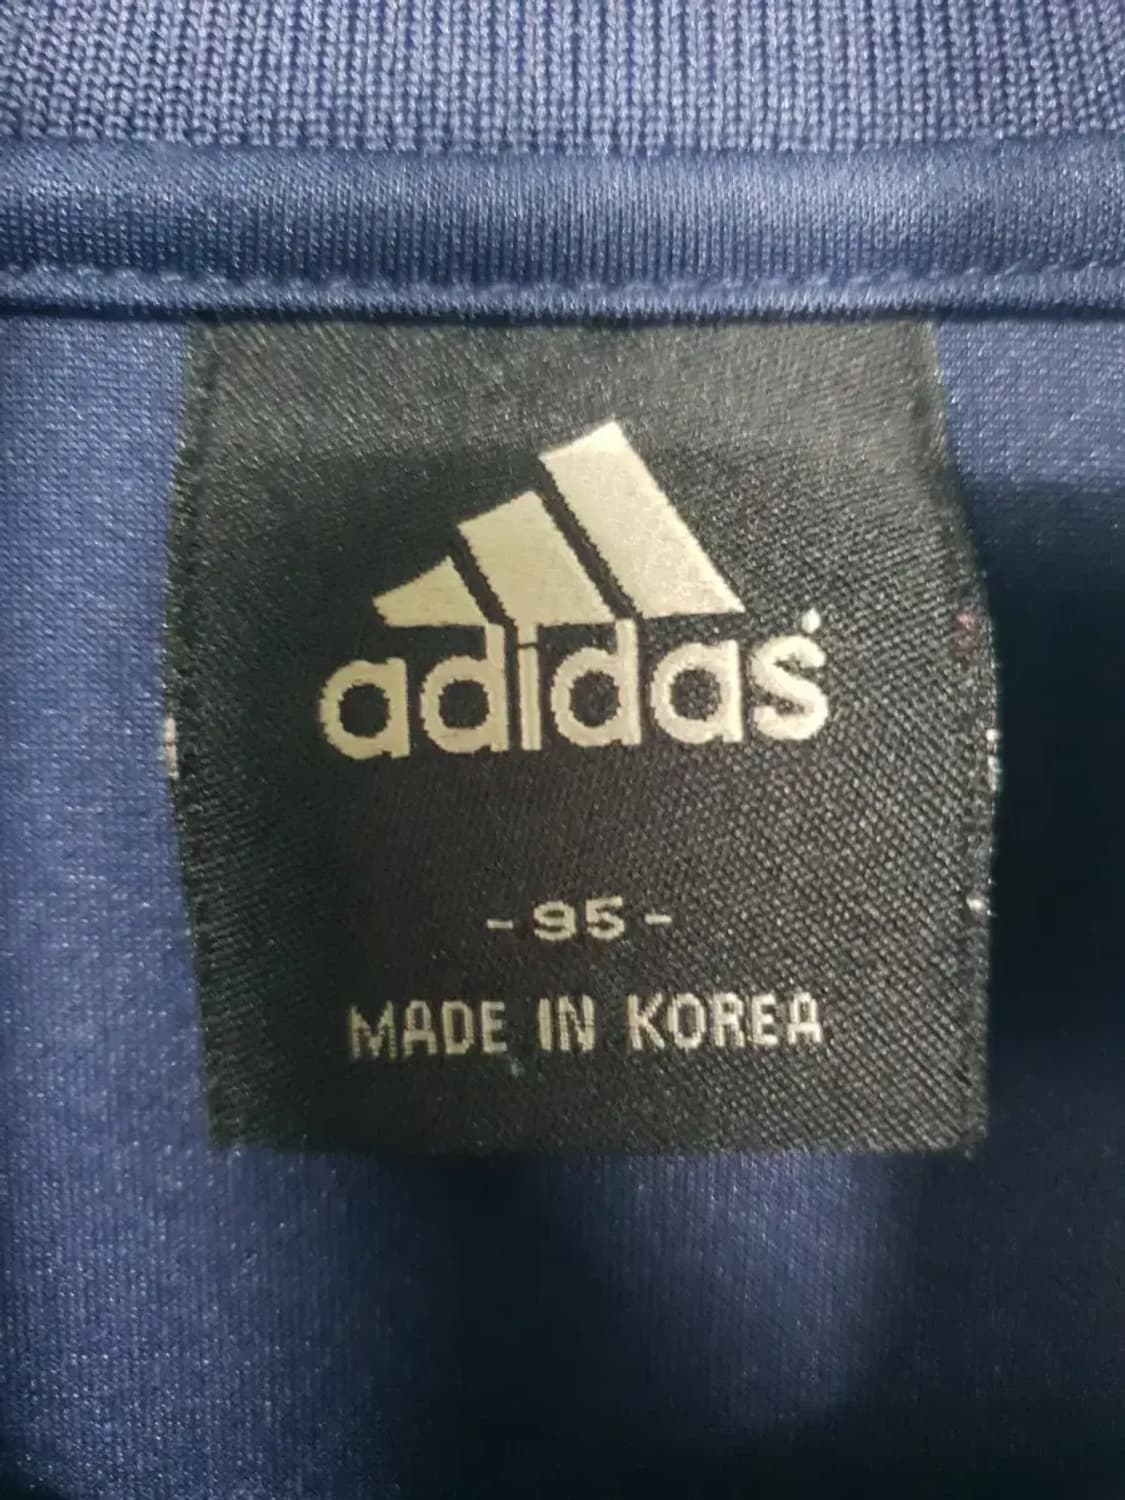 adidas
-95-
MADE IN KOREA